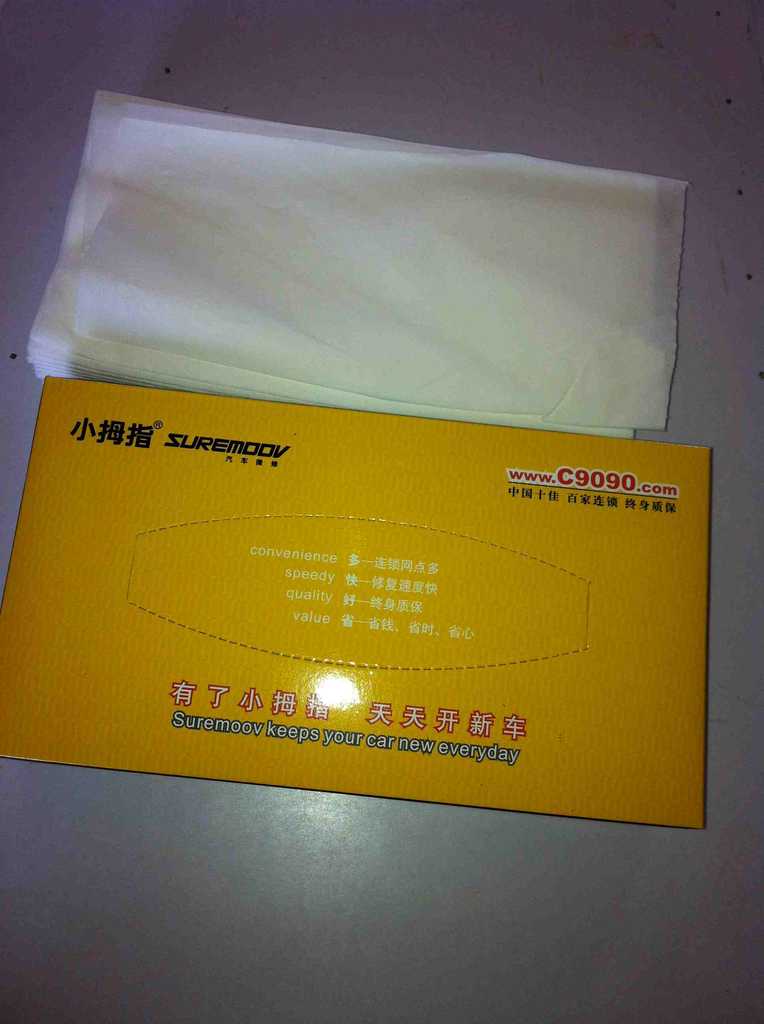 小拇指® SUREMOOV
汽车微修
www.C9090.com
中国十佳 百家连锁 终身质保
convenience 多—连锁网点多
speedy 快—修复速度快
quality 好—终身质保
value 省—省钱、省时、省心
有了小拇指 天天开新车
Suremoov keeps your car new everyday